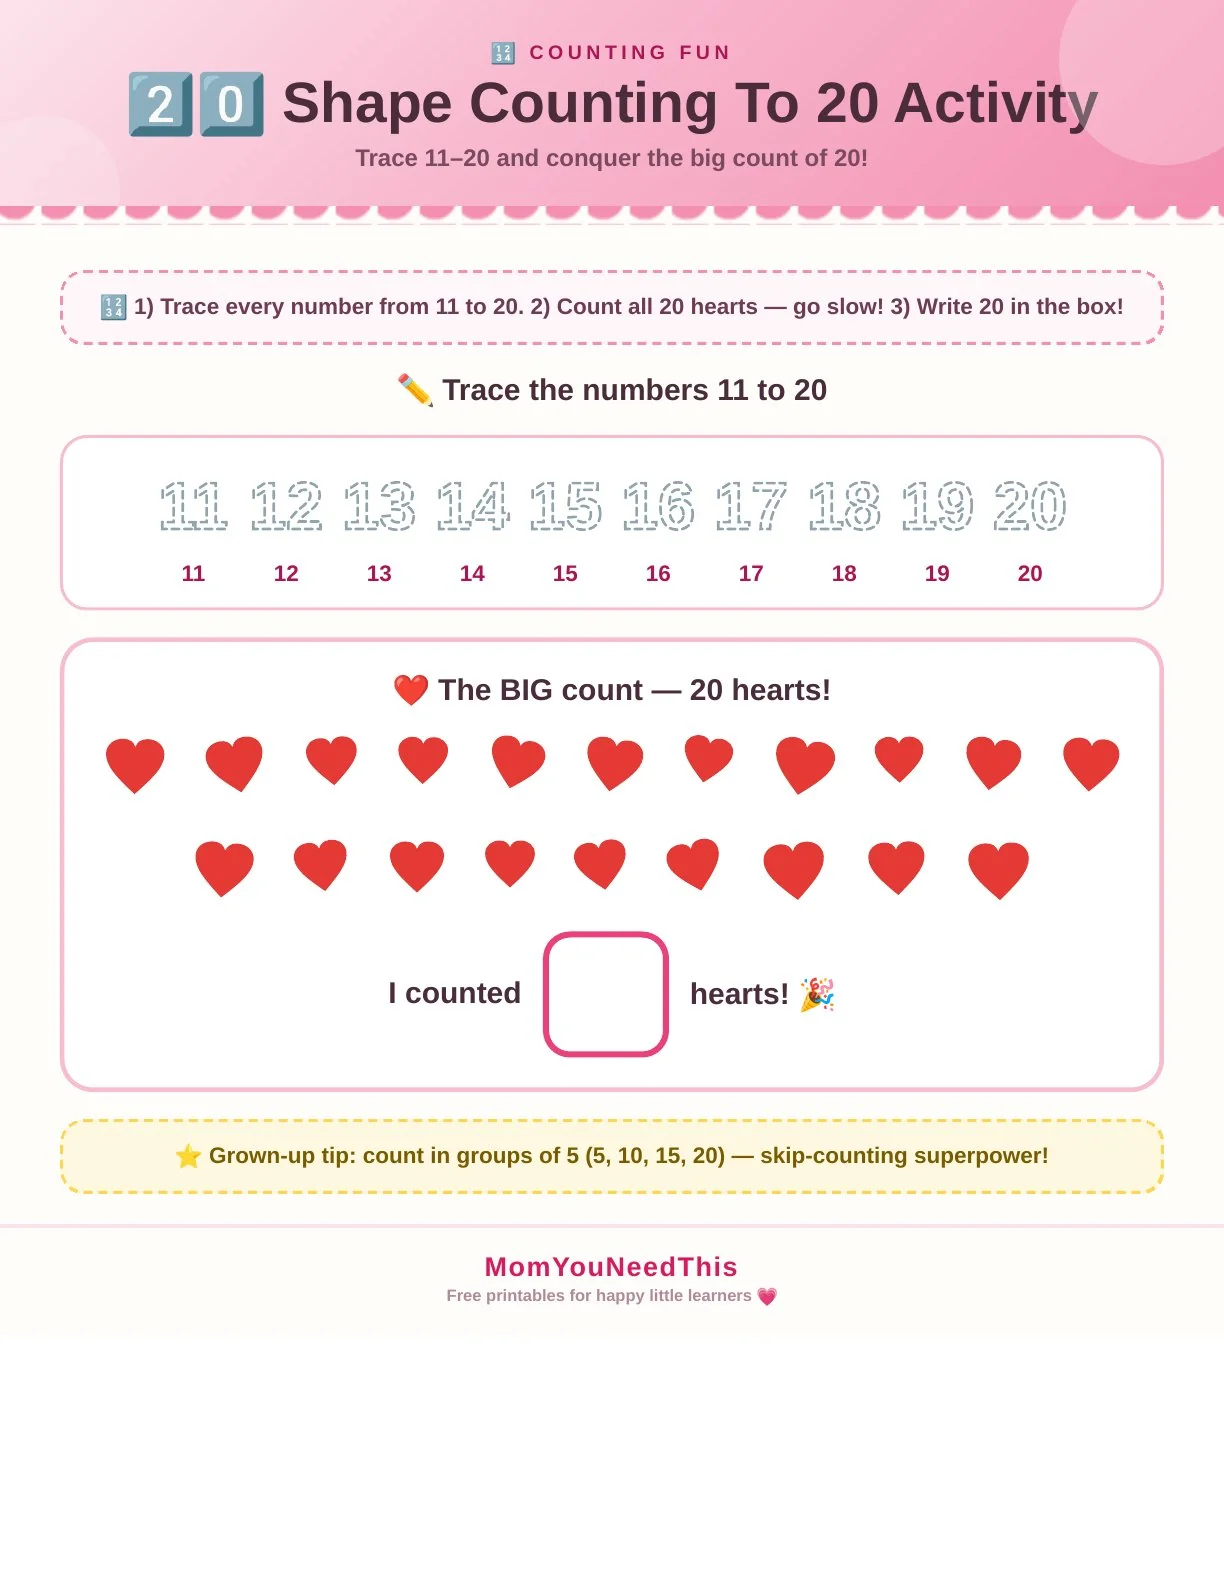 🔢 COUNTING FUN
2️⃣0️⃣ Shape Counting To 20 Activity
Trace 11–20 and conquer the big count of 20!
🔢 1) Trace every number from 11 to 20. 2) Count all 20 hearts — go slow! 3) Write 20 in the box!
✏️ Trace the numbers 11 to 20
11 12 13 14 15 16 17 18 19 20
11 12 13 14 15 16 17 18 19 20
❤️ The BIG count — 20 hearts!
I counted hearts! 🎉
⭐ Grown-up tip: count in groups of 5 (5, 10, 15, 20) — skip-counting superpower!
MomYouNeedThis
Free printables for happy little learners 💗